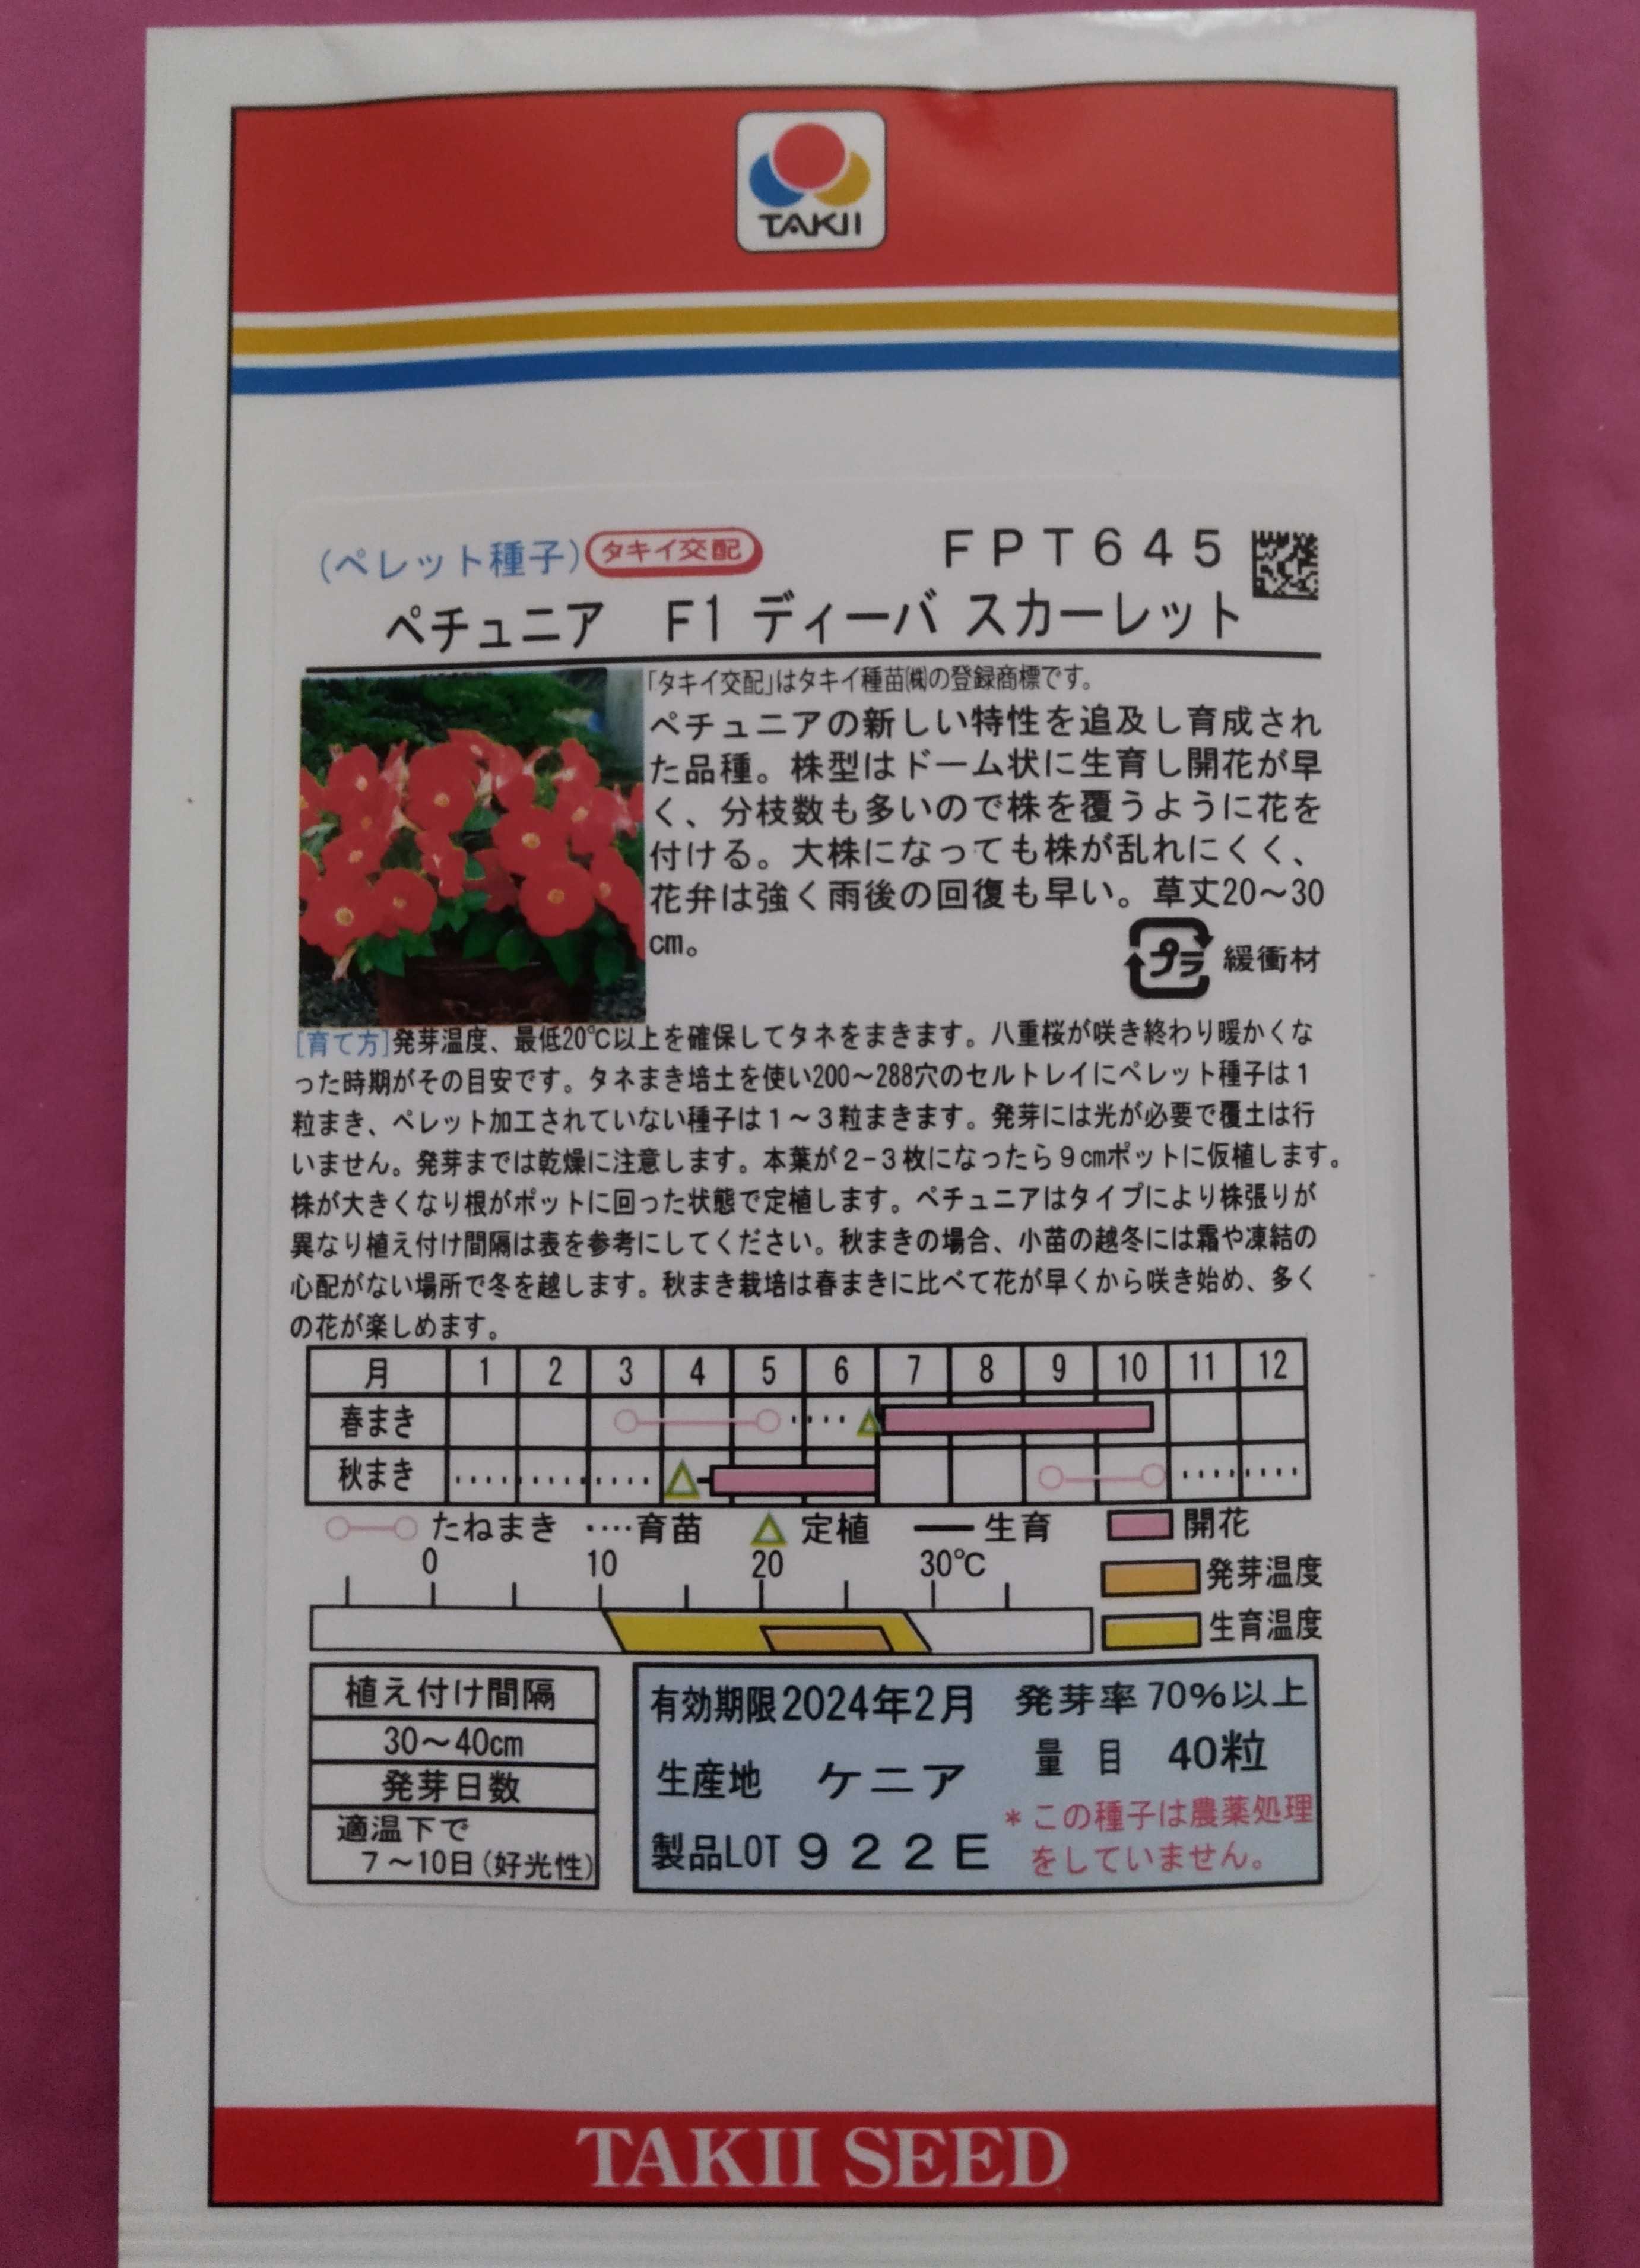 TAKII
(ペレット種子) タキイ交配 FPT645
ペチュニア F1 ディーバ スカーレット
「タキイ交配」はタキイ種苗㈱の登録商標です。
ペチュニアの新しい特性を追及し育成され
た品種。株型はドーム状に生育し開花が早
く、分枝数も多いので株を覆うように花を
付ける。大株になっても株が乱れにくく、
花弁は強く雨後の回復も早い。草丈20〜30
cm。
プラ 緩衝材
[育て方]発芽温度、最低20℃以上を確保してタネをまきます。八重桜が咲き終わり暖かくな
った時期がその目安です。タネまき培土を使い200〜288穴のセルトレイにペレット種子は1
粒まき、ペレット加工されていない種子は1〜3粒まきます。発芽には光が必要で覆土は行
いません。発芽までは乾燥に注意します。本葉が2-3枚になったら9cmポットに仮植します。
株が大きくなり根がポットに回った状態で定植します。ペチュニアはタイプにより株張りが
異なり植え付け間隔は表を参考にしてください。秋まきの場合、小苗の越冬には霜や凍結の
心配がない場所で冬を越します。秋まき栽培は春まきに比べて花が早くから咲き始め、多く
の花が楽しめます。
月 1 2 3 4 5 6 7 8 9 10 11 12
春まき
秋まき
たねまき ····育苗 定植 生育 開花
0 10 20 30℃
発芽温度
生育温度
植え付け間隔
30〜40cm
発芽日数
適温下で
7〜10日(好光性)
有効期限2024年2月 発芽率70%以上
量目 40粒
生産地 ケニア
製品LOT 922E
*この種子は農薬処理
をしていません。
TAKII SEED